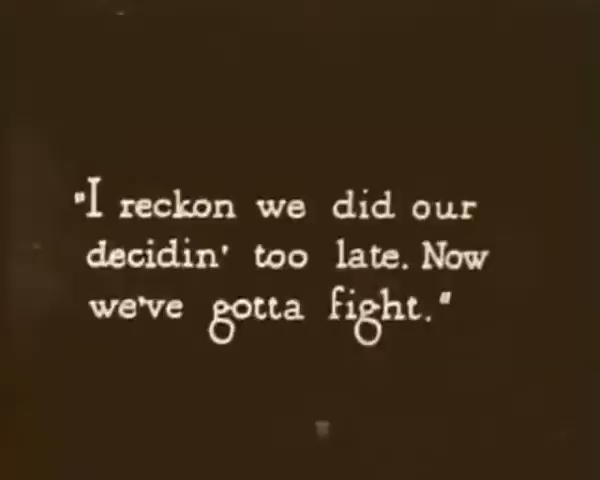 "I reckon we did our
decidin' too late. Now
we've gotta fight."